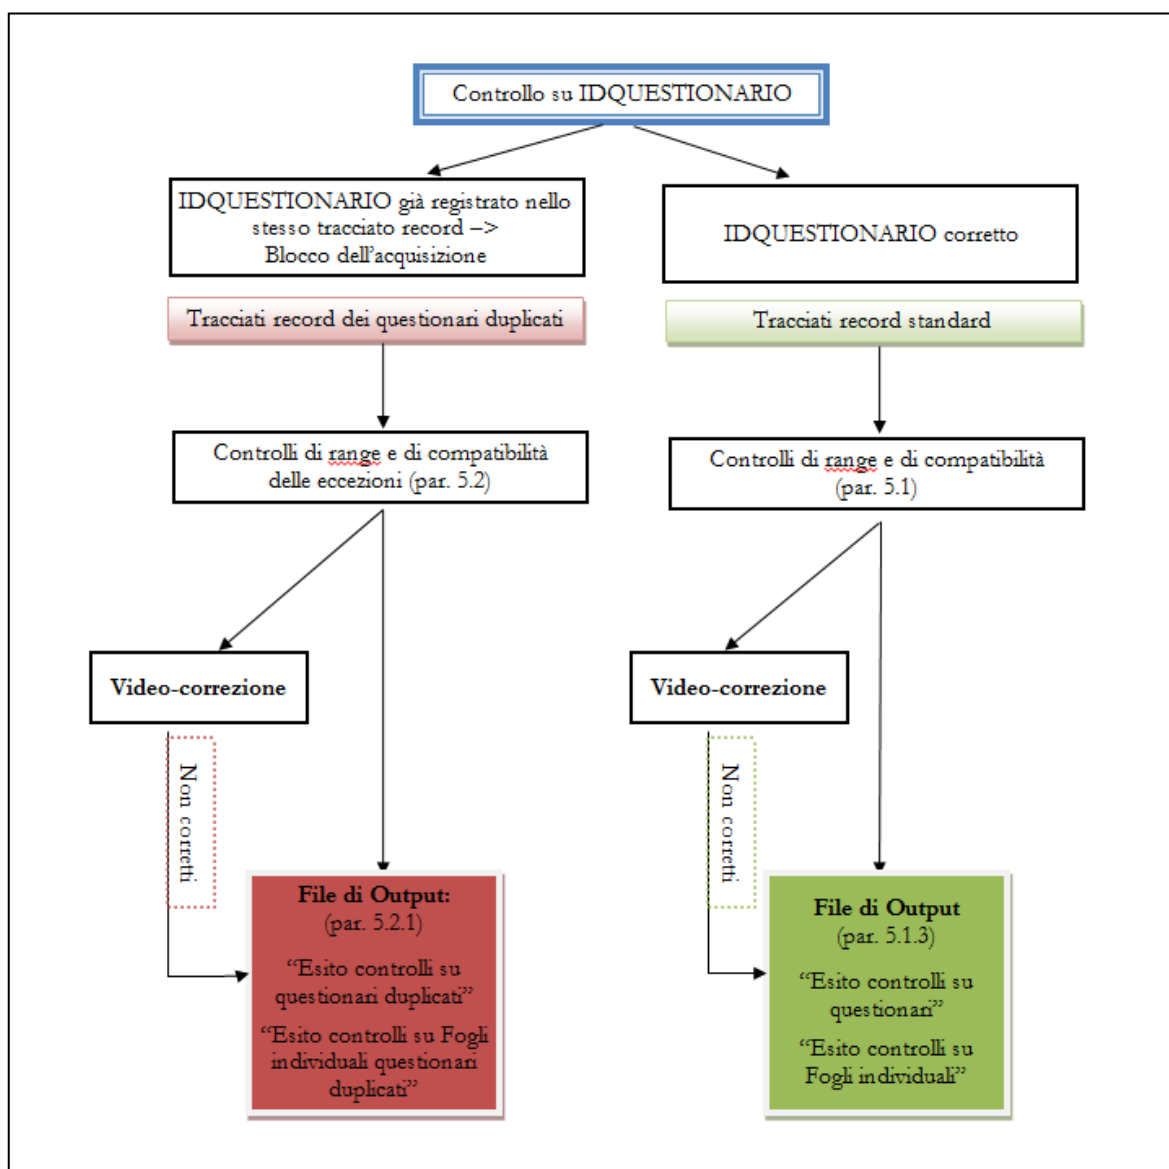 Controllo su IDQUESTIONARIO
IDQUESTIONARIO già registrato nello
stesso tracciato record –>
Blocco dell'acquisizione
IDQUESTIONARIO corretto
Tracciati record dei questionari duplicati
Tracciati record standard
Controlli di range e di compatibilità
delle eccezioni (par. 5.2)
Controlli di range e di compatibilità
(par. 5.1)
Video-correzione
Video-correzione
Non corretti
Non corretti
File di Output:
(par. 5.2.1)
“Esito controlli su
questionari duplicati”
“Esito controlli su Fogli
individuali questionari
duplicati”
File di Output
(par. 5.1.3)
“Esito controlli su
questionari”
“Esito controlli su
Fogli individuali”